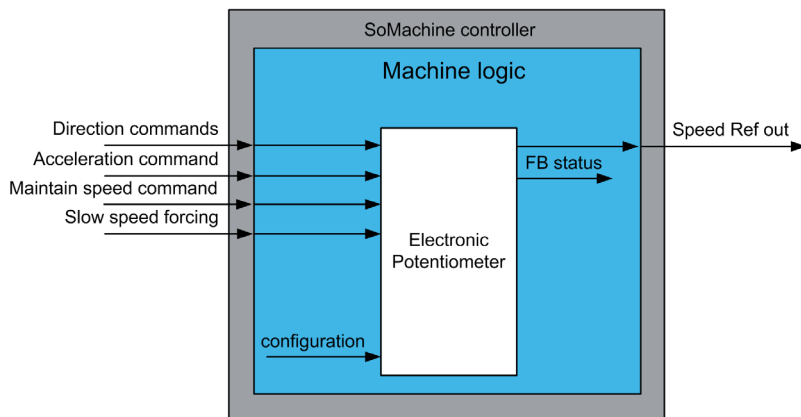 SoMachine controller
Machine logic
Direction commands
Acceleration command
Maintain speed command
Slow speed forcing
Speed Ref out
FB status
Electronic
Potentiometer
configuration